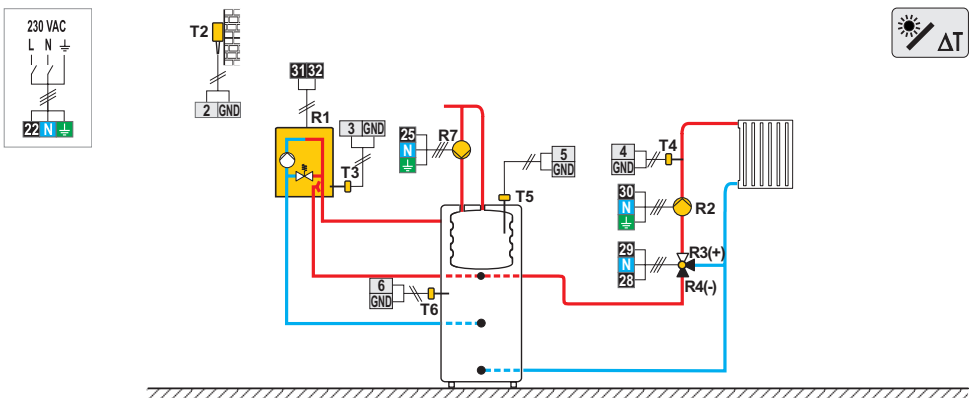 230 VAC
L N
22 N
T2
2 GND
31 32
R1
3 GND
T3
25
N
R7
5
GND
T5
6
GND
T6
4
GND
T4
30
N
R2
29
N
28
R3(+)
R4(-)
ΔT